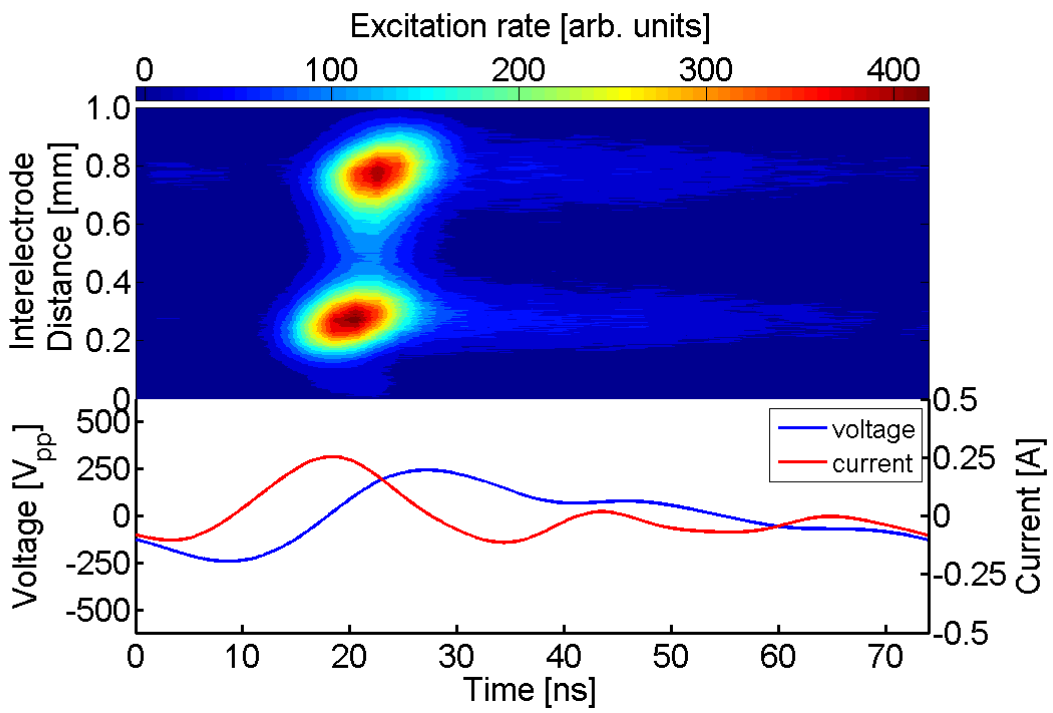 Excitation rate [arb. units]
0 100 200 300 400
Interelectrode
Distance [mm]
1.0
0.8
0.6
0.4
0.2
0
Voltage [Vpp]
500
250
0
-250
-500
voltage
current
0.5
0.25
0
-0.25
-0.5
Current [A]
0 10 20 30 40 50 60 70
Time [ns]